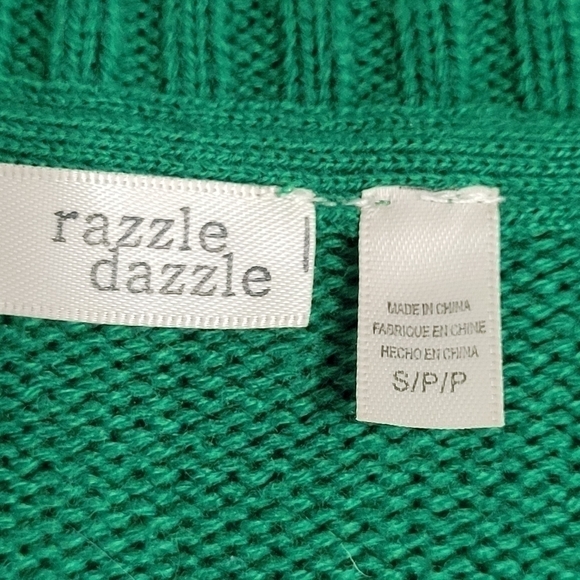 razzle
dazzle
MADE IN CHINA
FABRIQUE EN CHINE
HECHO EN CHINA
S/P/P